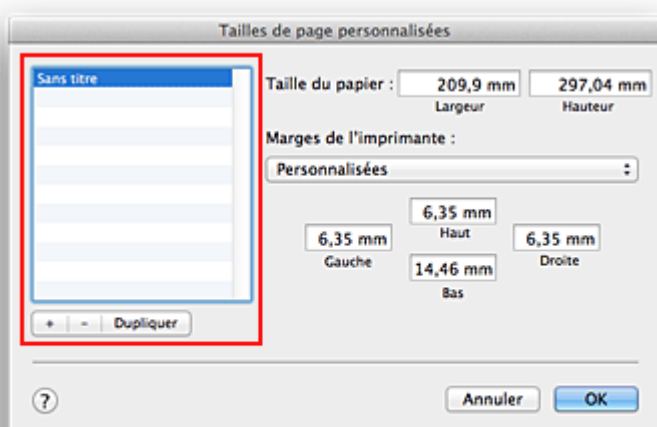 Tailles de page personnalisées
Sans titre
Taille du papier : 209,9 mm 297,04 mm
Largeur Hauteur
Marges de l'imprimante :
Personnalisées
6,35 mm
Haut
6,35 mm 6,35 mm
Gauche Droite
14,46 mm
Bas
+ - Dupliquer
? Annuler OK